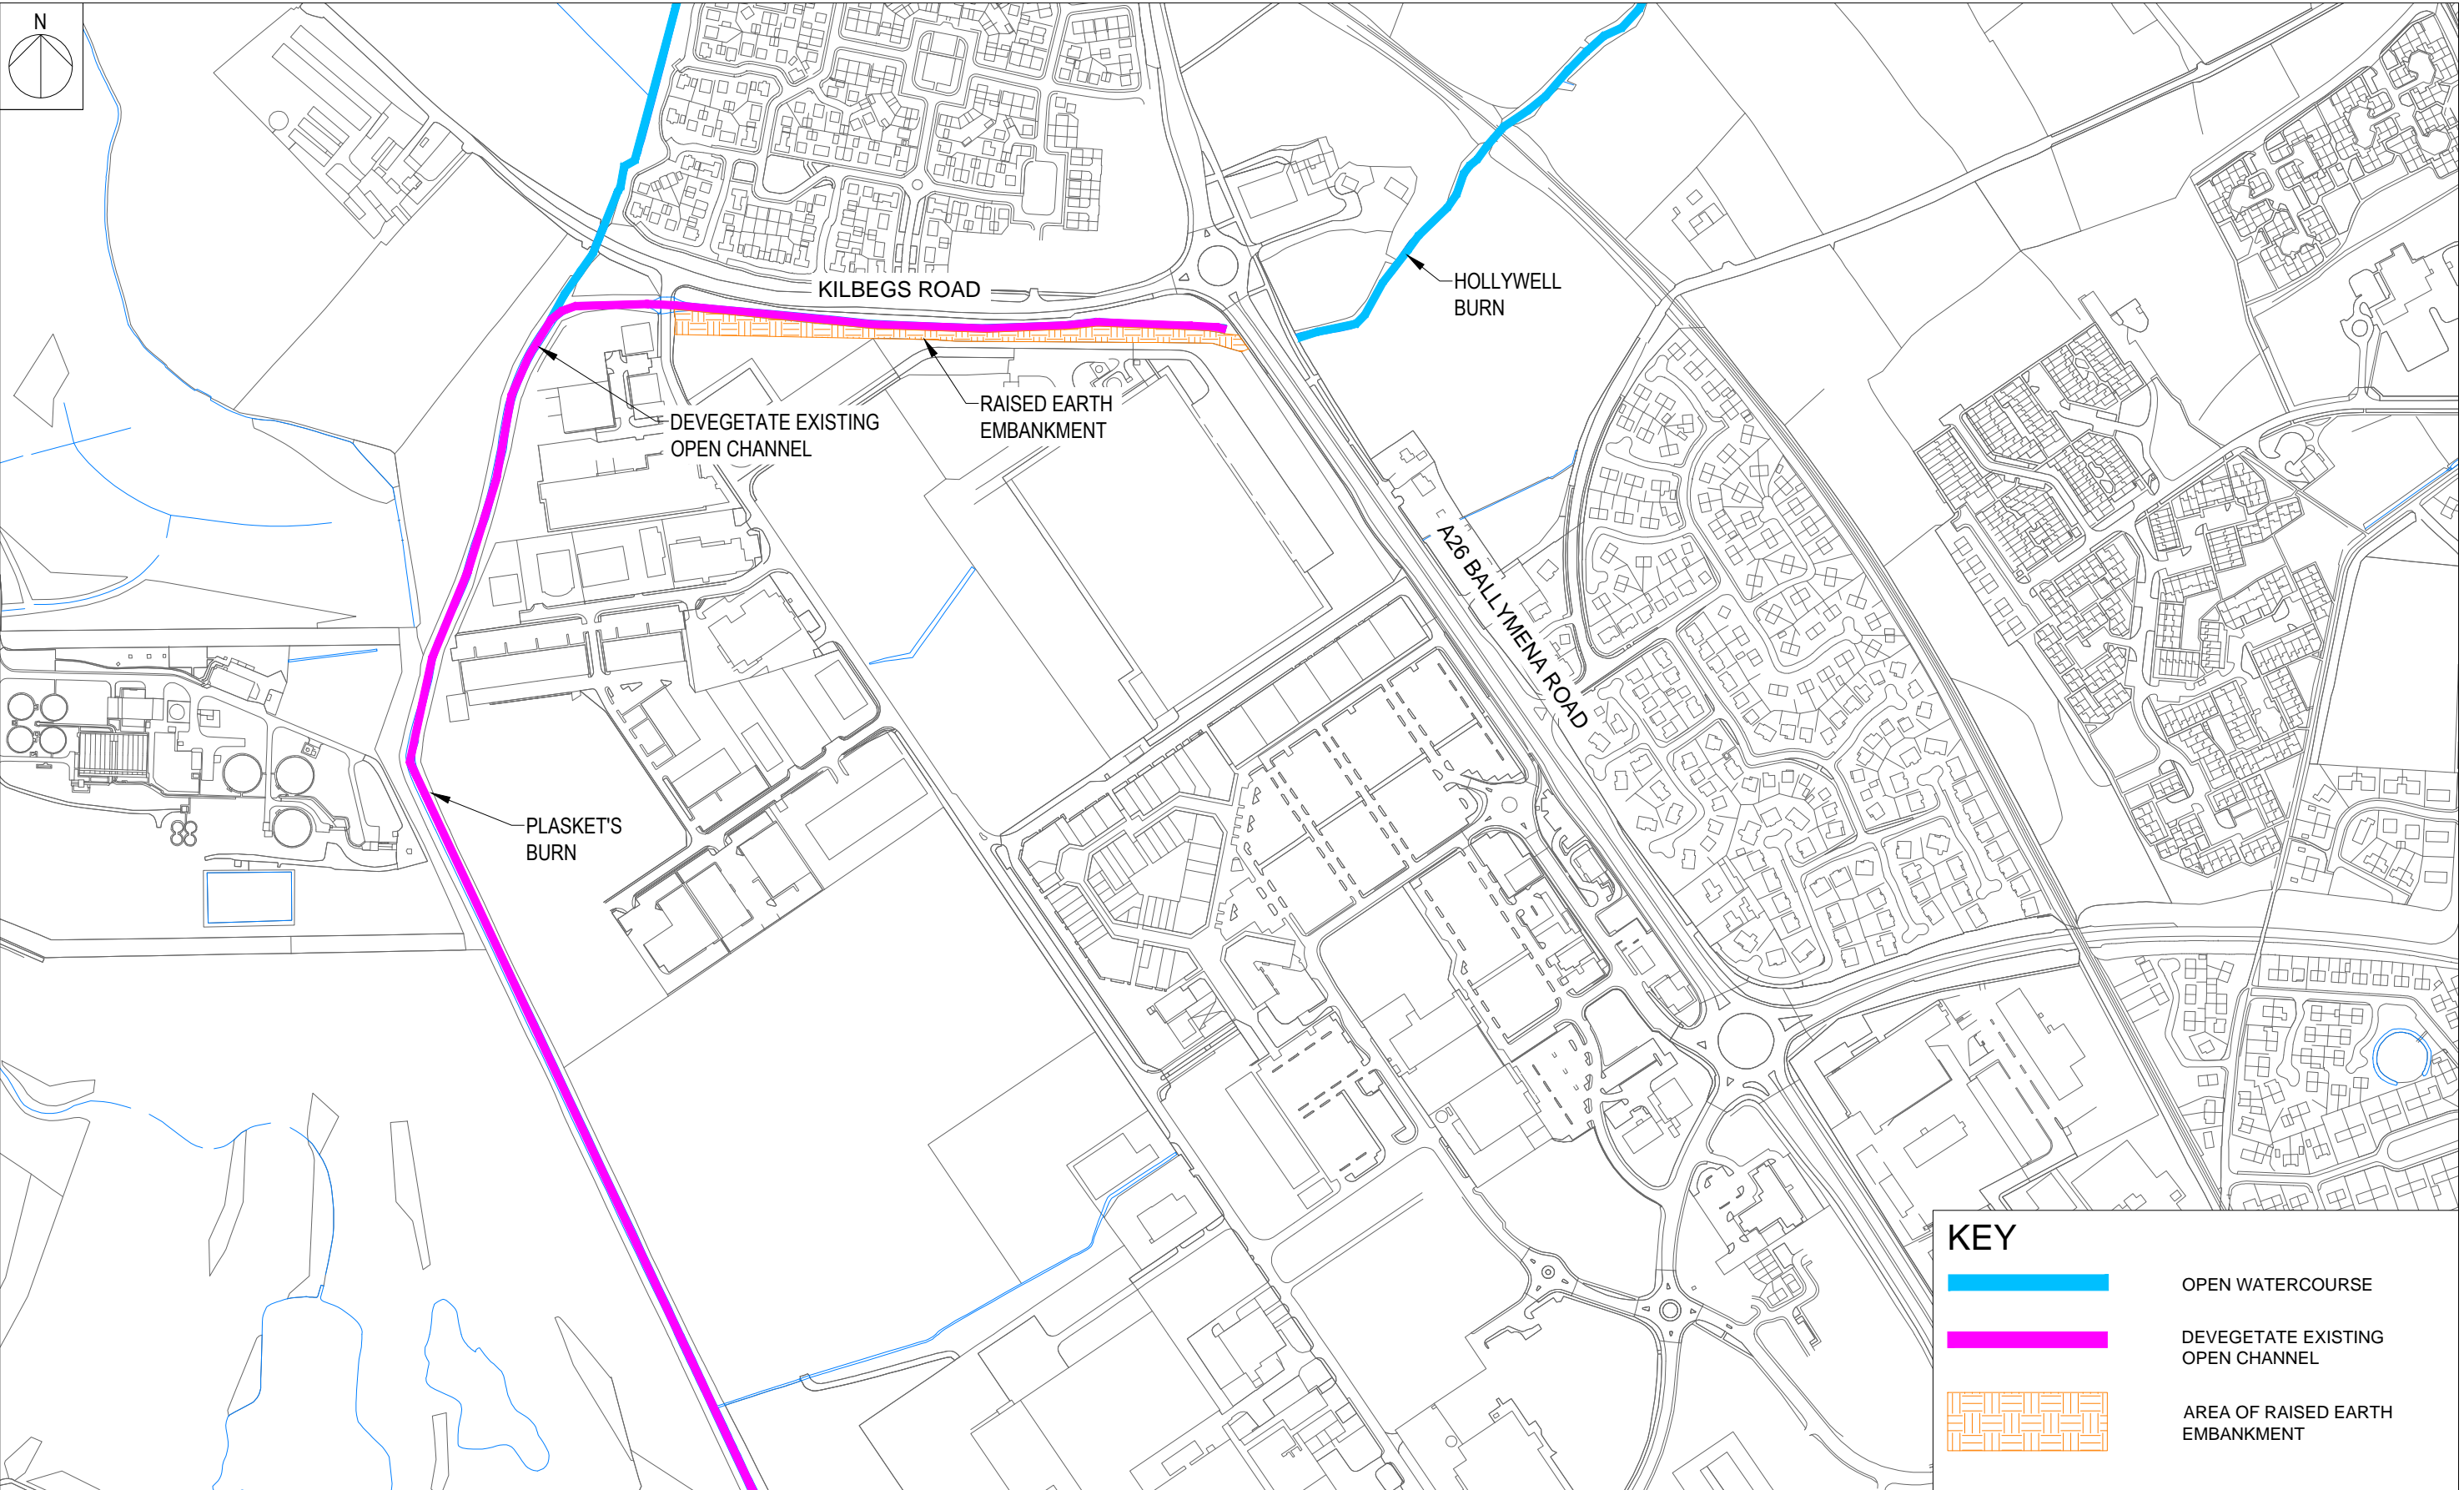 N
KILBEGS ROAD
HOLLYWELL
BURN
RAISED EARTH
EMBANKMENT
DEVEGETATE EXISTING
OPEN CHANNEL
A26 BALLYMENA ROAD
PLASKET'S
BURN
KEY
OPEN WATERCOURSE
DEVEGETATE EXISTING
OPEN CHANNEL
AREA OF RAISED EARTH
EMBANKMENT